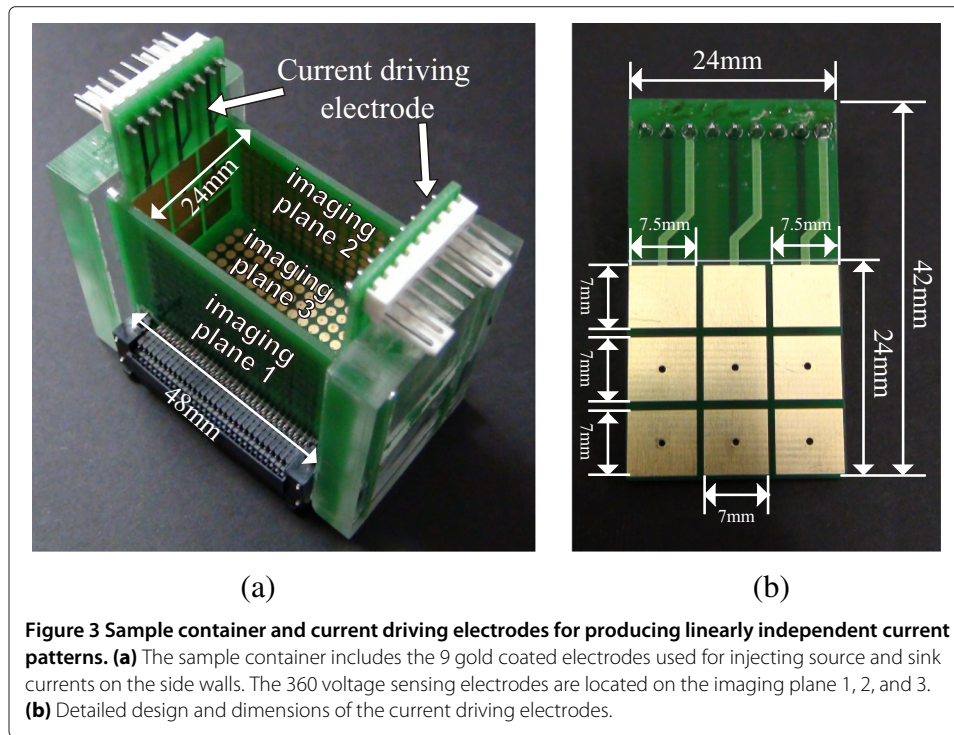 Current driving
electrode
24mm
imaging
plane 2
imaging
plane 3
imaging
plane 1
48mm
(a)
24mm
7.5mm
7.5mm
7mm
7mm
7mm
7mm
42mm
24mm
(b)
Figure 3 Sample container and current driving electrodes for producing linearly independent current
patterns. (a) The sample container includes the 9 gold coated electrodes used for injecting source and sink
currents on the side walls. The 360 voltage sensing electrodes are located on the imaging plane 1, 2, and 3.
(b) Detailed design and dimensions of the current driving electrodes.